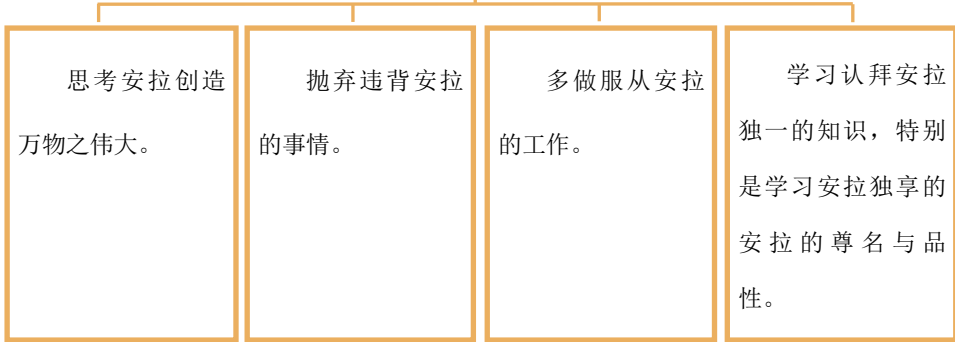 思考安拉创造
万物之伟大。
抛弃违背安拉
的事情。
多做服从安拉
的工作。
学习认拜安拉
独一的知识，特别
是学习安拉独享的
安拉的尊名与品
性。